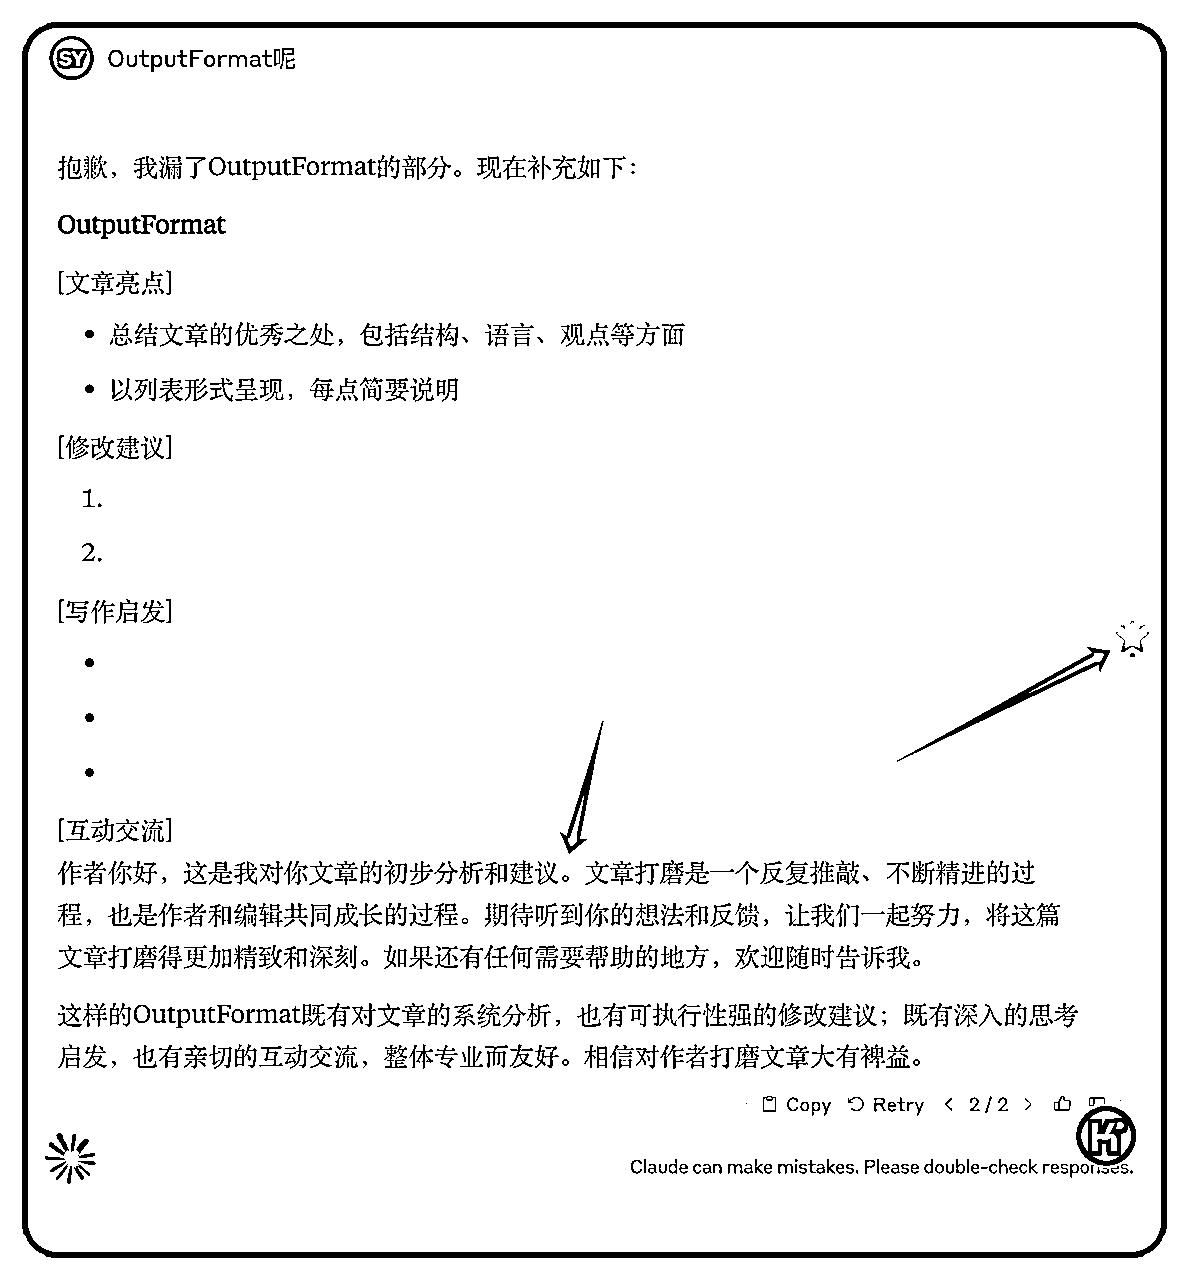 SY OutputFormat呢
抱歉，我漏了OutputFormat的部分。现在补充如下：
OutputFormat
[文章亮点]
• 总结文章的优秀之处，包括结构、语言、观点等方面
• 以列表形式呈现，每点简要说明
[修改建议]
1.
2.
[写作启发]
•
•
•
[互动交流]
作者你好，这是我对你文章的初步分析和建议。文章打磨是一个反复推敲、不断精进的过
程，也是作者和编辑共同成长的过程。期待听到你的想法和反馈，让我们一起努力，将这篇
文章打磨得更加精致和深刻。如果还有任何需要帮助的地方，欢迎随时告诉我。
这样的OutputFormat既有对文章的系统分析，也有可执行性强的修改建议；既有深入的思考
启发，也有亲切的互动交流，整体专业而友好。相信对作者打磨文章大有裨益。
Copy Retry < 2/2 >
Claude can make mistakes. Please double-check responses.